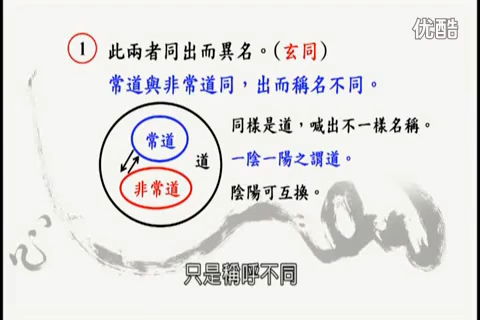 优酷
1 此兩者同出而異名。(玄同)
常道與非常道同，出而稱名不同。
常道
道
非常道
同樣是道，喊出不一樣名稱。
一陰一陽之謂道。
陰陽可互換。
只是稱呼不同